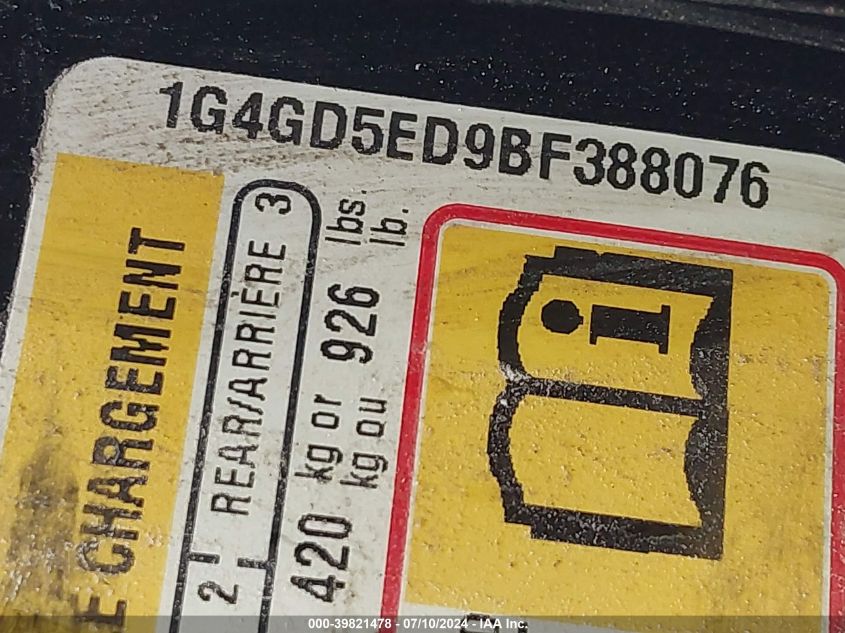 1G4GD5ED9BF388076
CHARGEMENT
2 REAR/ARRIÈRE 3
420 kg or 926 lbs.
kg ou lb.
000-39821478 - 07/10/2024 - IAA Inc.